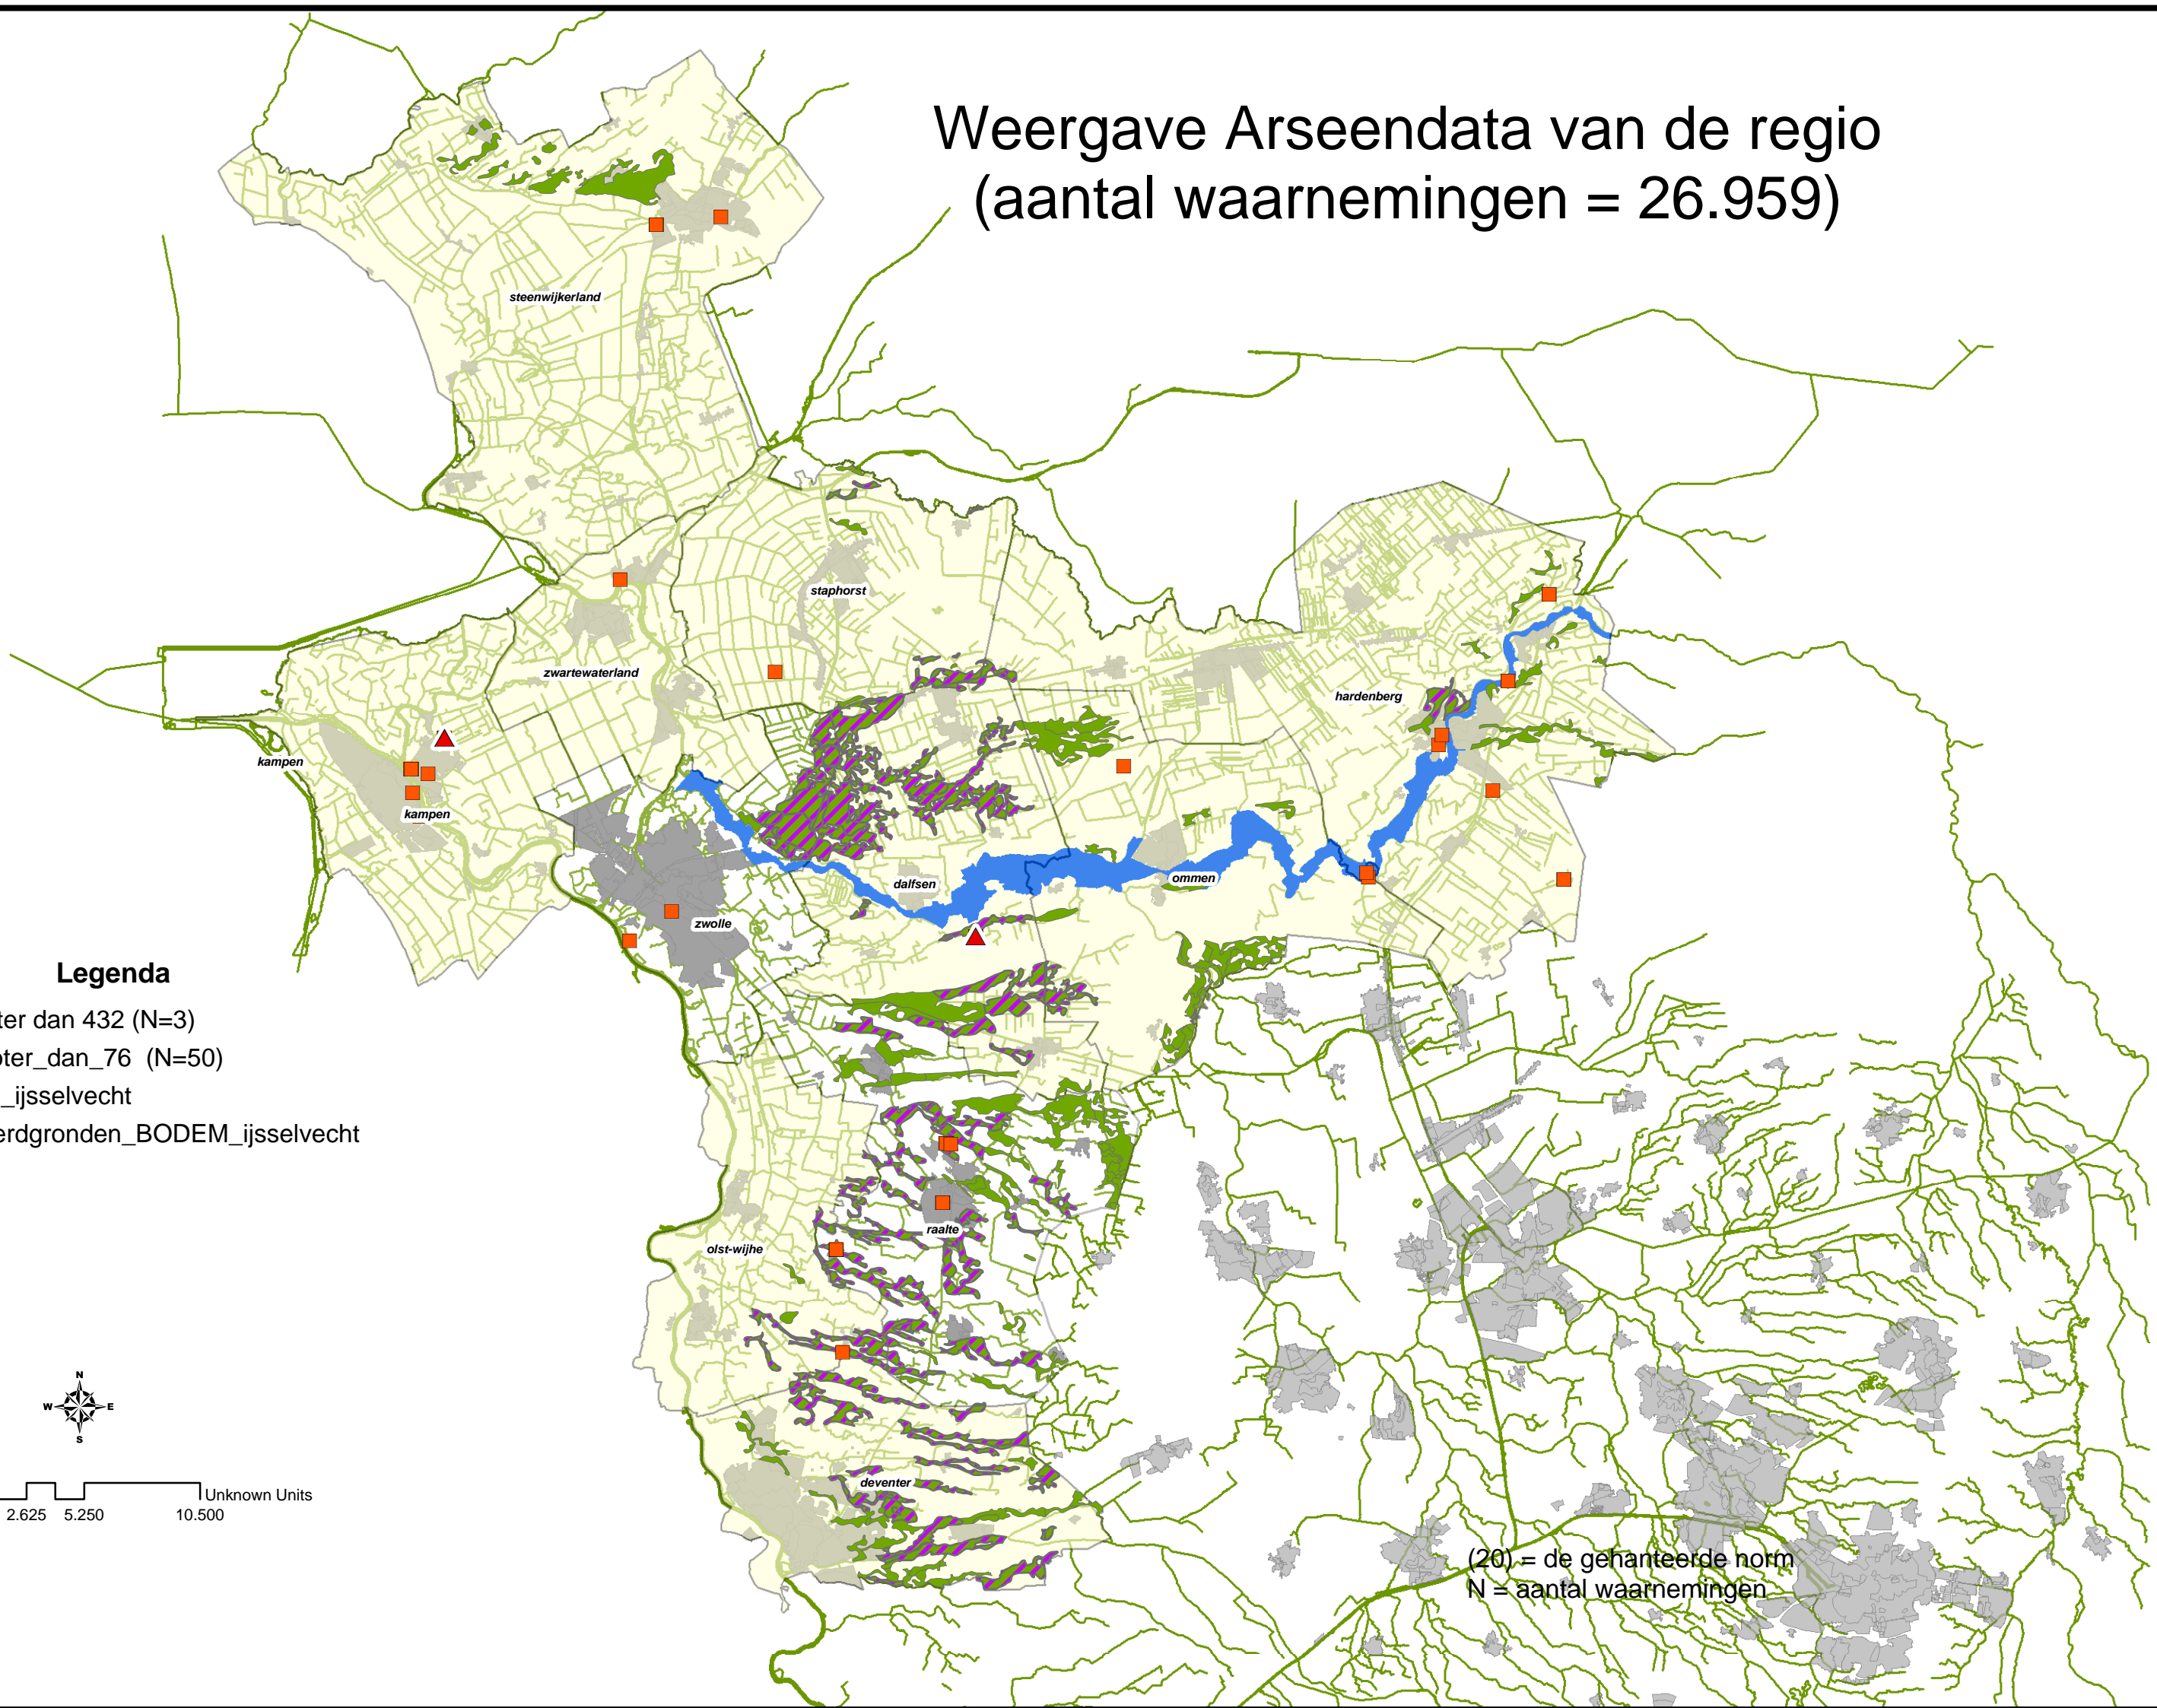 Weergave Arseendata van de regio
(aantal waarnemingen = 26.959)
steenwijkerland
staphorst
zwartewaterland
hardenberg
kampen
kampen
dalfsen
ommen
zwolle
Legenda
ter dan 432 (N=3)
oter_dan_76 (N=50)
_ijsselvecht
erdgronden_BODEM_ijsselvecht
raalte
olst-wijhe
N
W E
S
deventer
Unknown Units
2.625 5.250 10.500
(20) = de gehanteerde norm
N = aantal waarnemingen